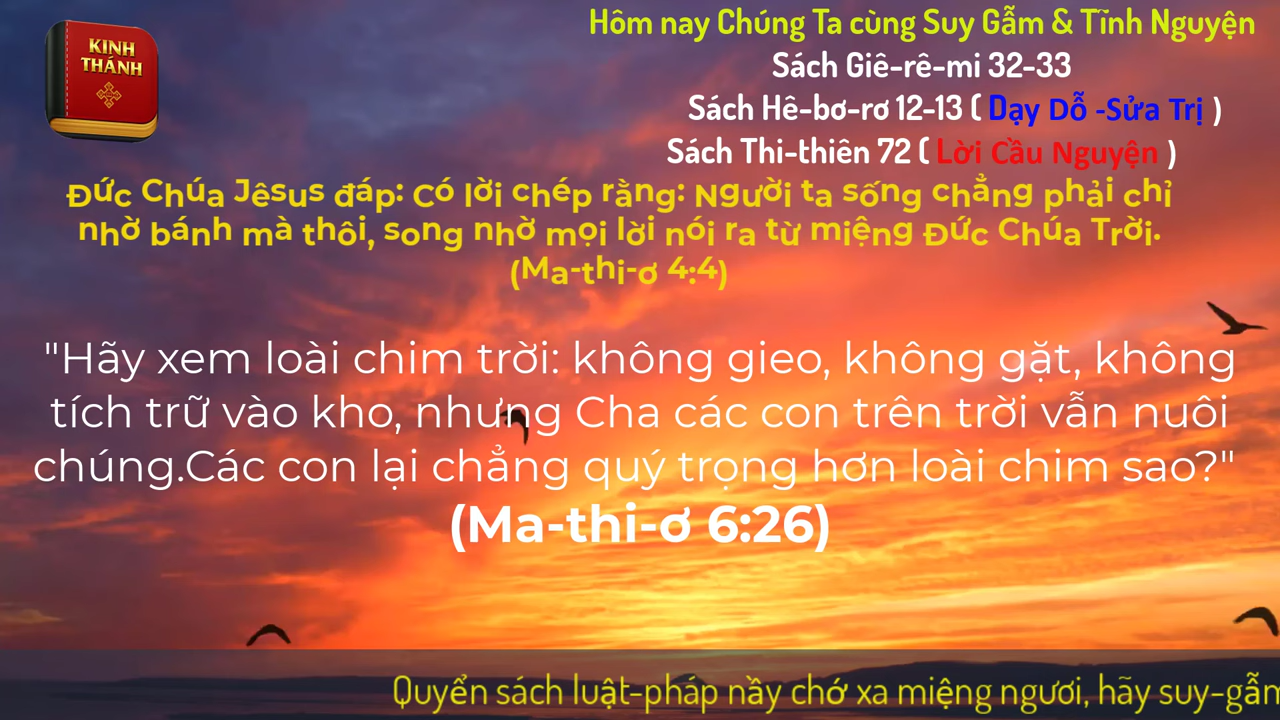 KINH
THÁNH
Hôm nay Chúng Ta cùng Suy Gẫm & Tĩnh Nguyện
Sách Giê-rê-mi 32-33
Sách Hê-bơ-rơ 12-13 ( Dạy Dỗ -Sửa Trị )
Sách Thi-thiên 72 ( Lời Cầu Nguyện )
Đức Chúa Jêsus đáp: Có lời chép rằng: Người ta sống chẳng phải chỉ
nhờ bánh mà thôi, song nhờ mọi lời nói ra từ miệng Đức Chúa Trời.
(Ma-thi-ơ 4:4)
"Hãy xem loài chim trời: không gieo, không gặt, không
tích trữ vào kho, nhưng Cha các con trên trời vẫn nuôi
chúng.Các con lại chẳng quý trọng hơn loài chim sao?"
(Ma-thi-ơ 6:26)
Quyển sách luật-pháp nầy chớ xa miệng ngươi, hãy suy-gẫm